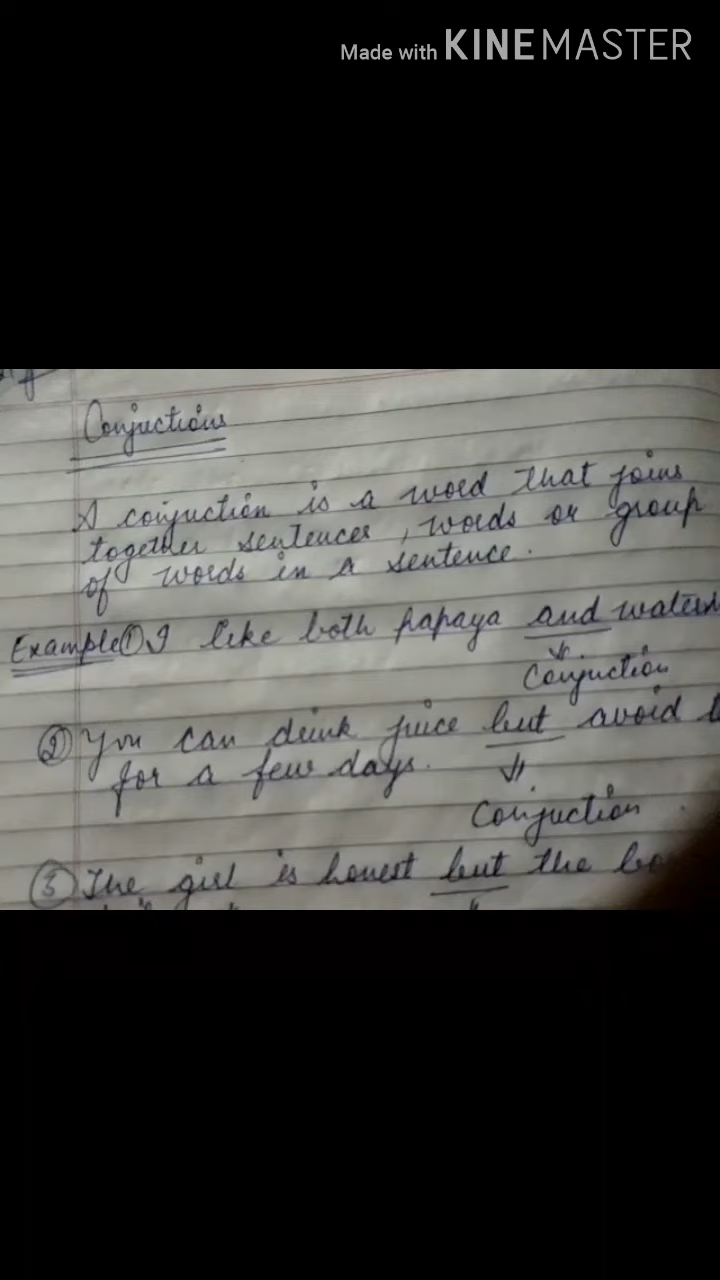 Made with KINEMASTER
Conjuctions
A conjuction is a word that joins
together sentences, words or group
of words in a sentence.
Example ① I like both papaya and
Conjuction
② You can drink juice but avoid
for a few days.
Conjuction
③ The girl is honest but the